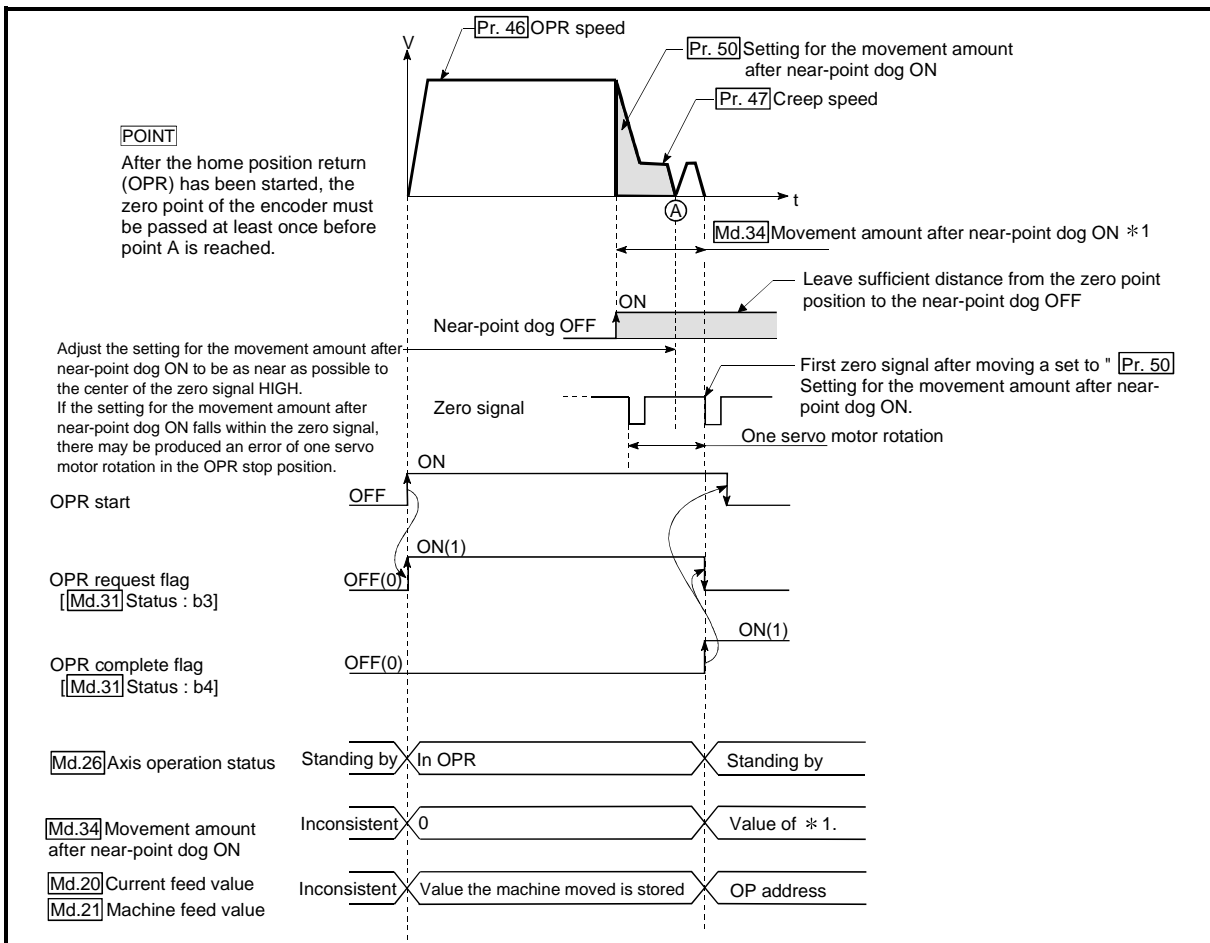 Pr. 46 OPR speed
V
Pr. 50 Setting for the movement amount
after near-point dog ON
Pr. 47 Creep speed
POINT
After the home position return
(OPR) has been started, the
zero point of the encoder must
be passed at least once before
point A is reached.
t
A
Md.34 Movement amount after near-point dog ON *1
Leave sufficient distance from the zero point
position to the near-point dog OFF
ON
Near-point dog OFF
Adjust the setting for the movement amount after
near-point dog ON to be as near as possible to
the center of the zero signal HIGH.
If the setting for the movement amount after
near-point dog ON falls within the zero signal,
there may be produced an error of one servo
motor rotation in the OPR stop position.
First zero signal after moving a set to " Pr. 50
Setting for the movement amount after near-
point dog ON.
Zero signal
One servo motor rotation
ON
OPR start
OFF
ON(1)
OPR request flag
[Md.31 Status : b3]
OFF(0)
ON(1)
OPR complete flag
[Md.31 Status : b4]
OFF(0)
Md.26 Axis operation status
Standing by
In OPR
Standing by
Md.34 Movement amount
after near-point dog ON
Inconsistent
0
Value of *1.
Md.20 Current feed value
Md.21 Machine feed value
Inconsistent
Value the machine moved is stored
OP address